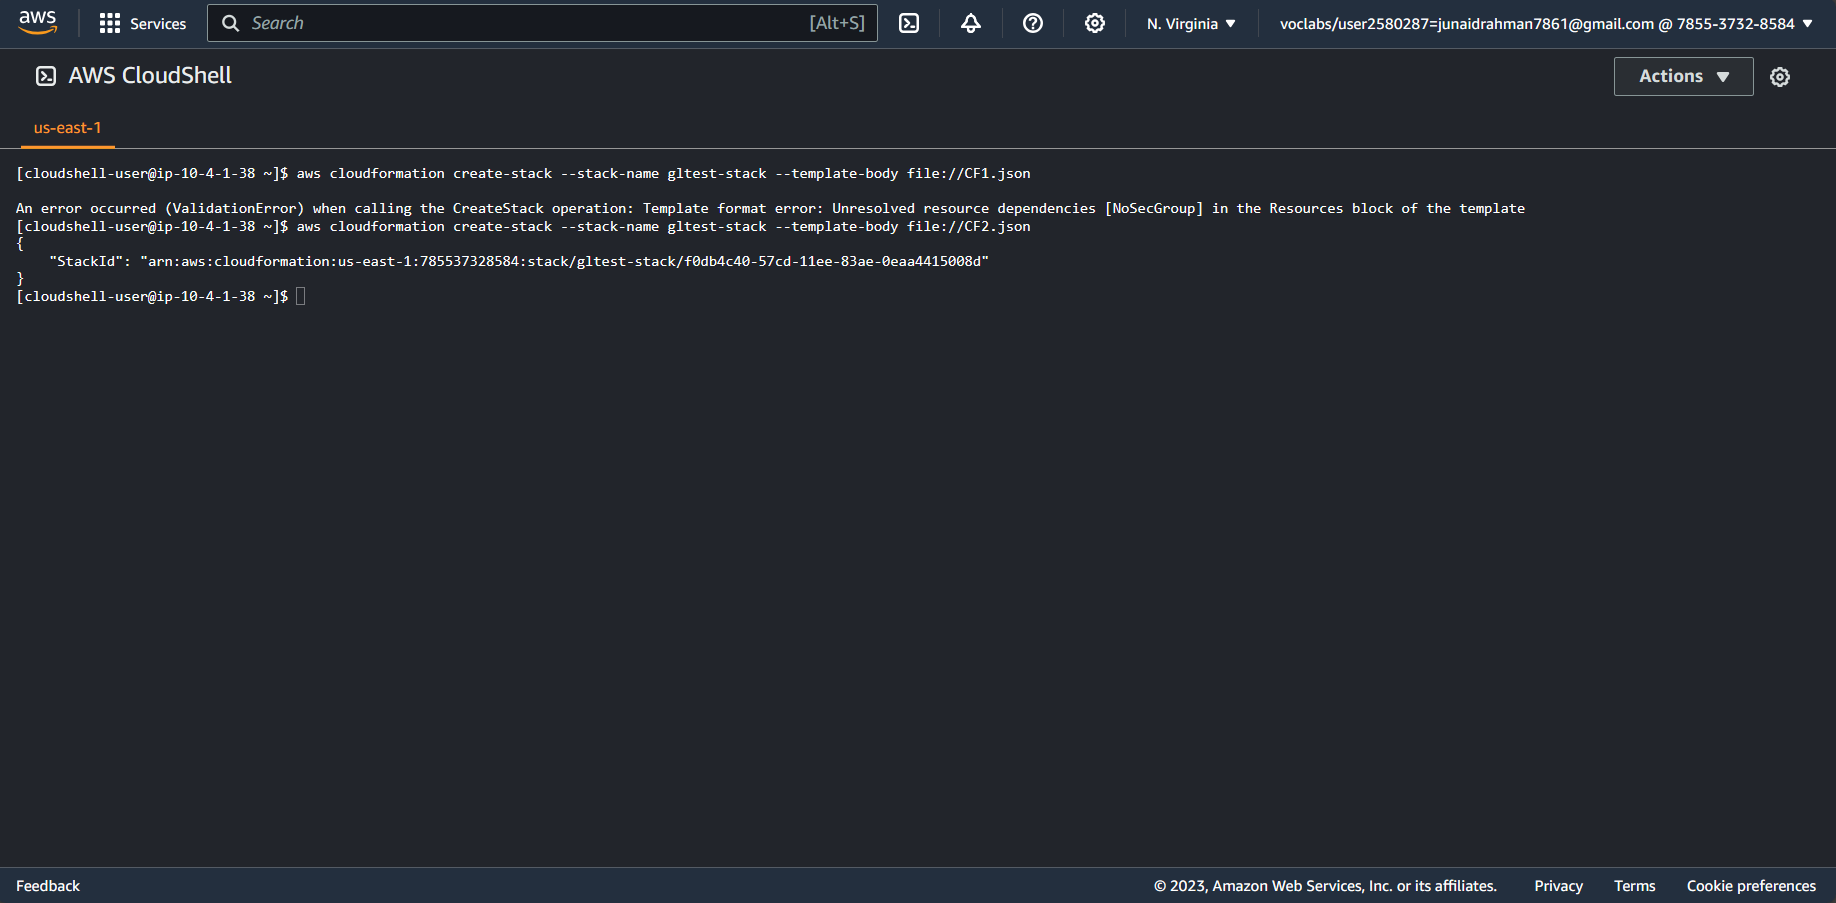 aws
Services
Search [Alt+S]
N. Virginia
voclabs/user2580287=junaidrahman7861@gmail.com @ 7855-3732-8584
AWS CloudShell
Actions
us-east-1
[cloudshell-user@ip-10-4-1-38 ~]$ aws cloudformation create-stack --stack-name gltest-stack --template-body file://CF1.json
An error occurred (ValidationError) when calling the CreateStack operation: Template format error: Unresolved resource dependencies [NoSecGroup] in the Resources block of the template
[cloudshell-user@ip-10-4-1-38 ~]$ aws cloudformation create-stack --stack-name gltest-stack --template-body file://CF2.json
{
    "StackId": "arn:aws:cloudformation:us-east-1:785537328584:stack/gltest-stack/f0db4c40-57cd-11ee-83ae-0eaa4415008d"
}
[cloudshell-user@ip-10-4-1-38 ~]$
Feedback
© 2023, Amazon Web Services, Inc. or its affiliates.
Privacy
Terms
Cookie preferences